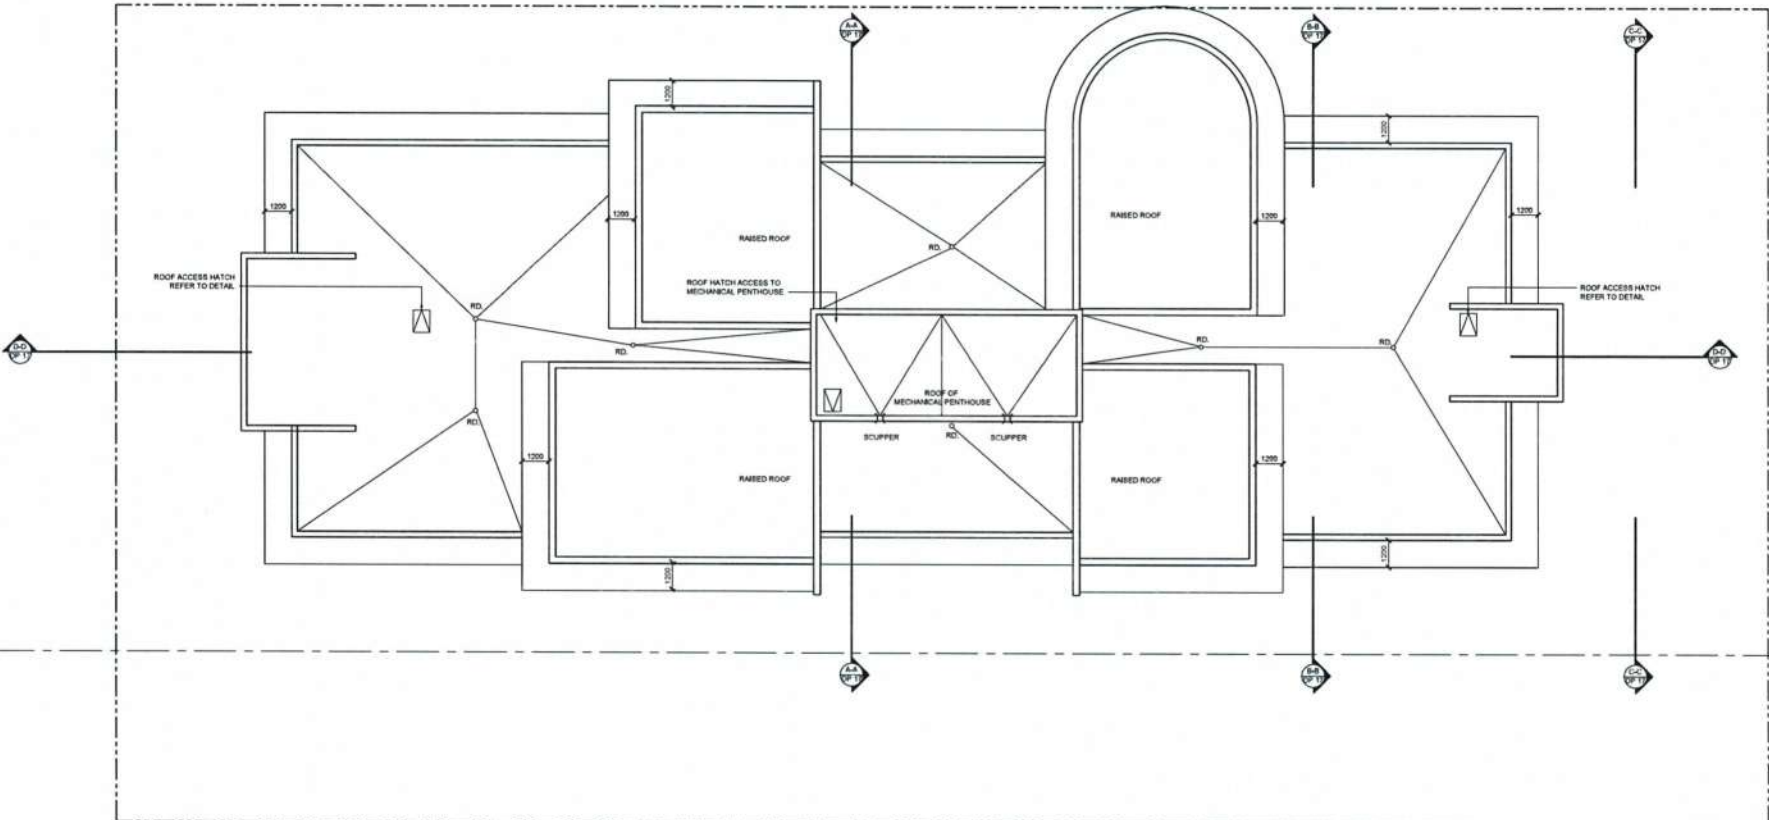 A-A
DP 17
B-B
DP 17
C-C
DP 17
1200
1200
1200
1200
1200
1200
RAISED ROOF
RAISED ROOF
RD.
ROOF ACCESS HATCH
REFER TO DETAIL
ROOF HATCH ACCESS TO
MECHANICAL PENTHOUSE
ROOF ACCESS HATCH
REFER TO DETAIL
RD.
RD.
RD.
RD.
D-D
DP 17
D-D
DP 17
ROOF OF
MECHANICAL PENTHOUSE
RD.
SCUPPER
RD.
SCUPPER
1200
1200
RAISED ROOF
RAISED ROOF
1200
1200
A-A
DP 17
B-B
DP 17
C-C
DP 17